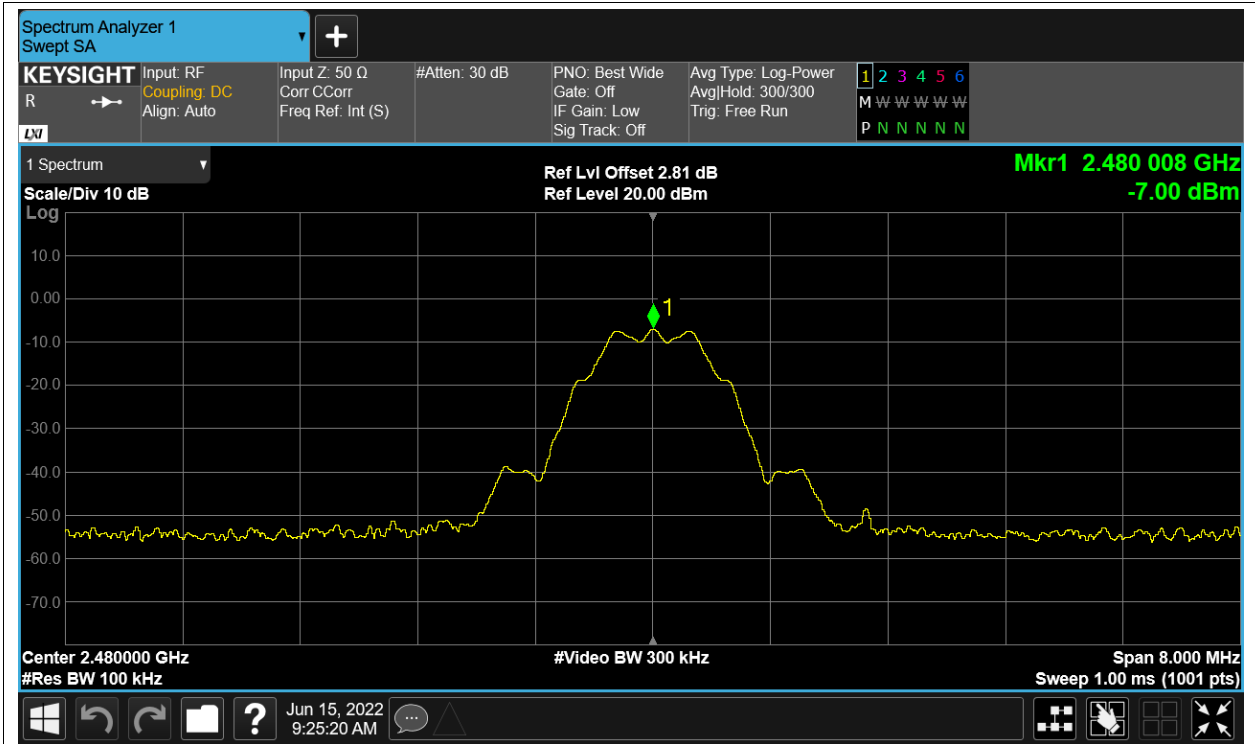 Spectrum Analyzer 1
Swept SA
KEYSIGHT
R
LXI
Input: RF
Coupling: DC
Align: Auto
Input Z: 50 Ω
Corr CCorr
Freq Ref: Int (S)
#Atten: 30 dB
PNO: Best Wide
Gate: Off
IF Gain: Low
Sig Track: Off
Avg Type: Log-Power
Avg|Hold: 300/300
Trig: Free Run
1 2 3 4 5 6
M W W W W W
P N N N N N
1 Spectrum
Scale/Div 10 dB
Log
Ref Lvl Offset 2.81 dB
Ref Level 20.00 dBm
Mkr1 2.480 008 GHz
-7.00 dBm
10.0
0.00
-10.0
-20.0
-30.0
-40.0
-50.0
-60.0
-70.0
1
Center 2.480000 GHz
#Res BW 100 kHz
#Video BW 300 kHz
Span 8.000 MHz
Sweep 1.00 ms (1001 pts)
?
Jun 15, 2022
9:25:20 AM